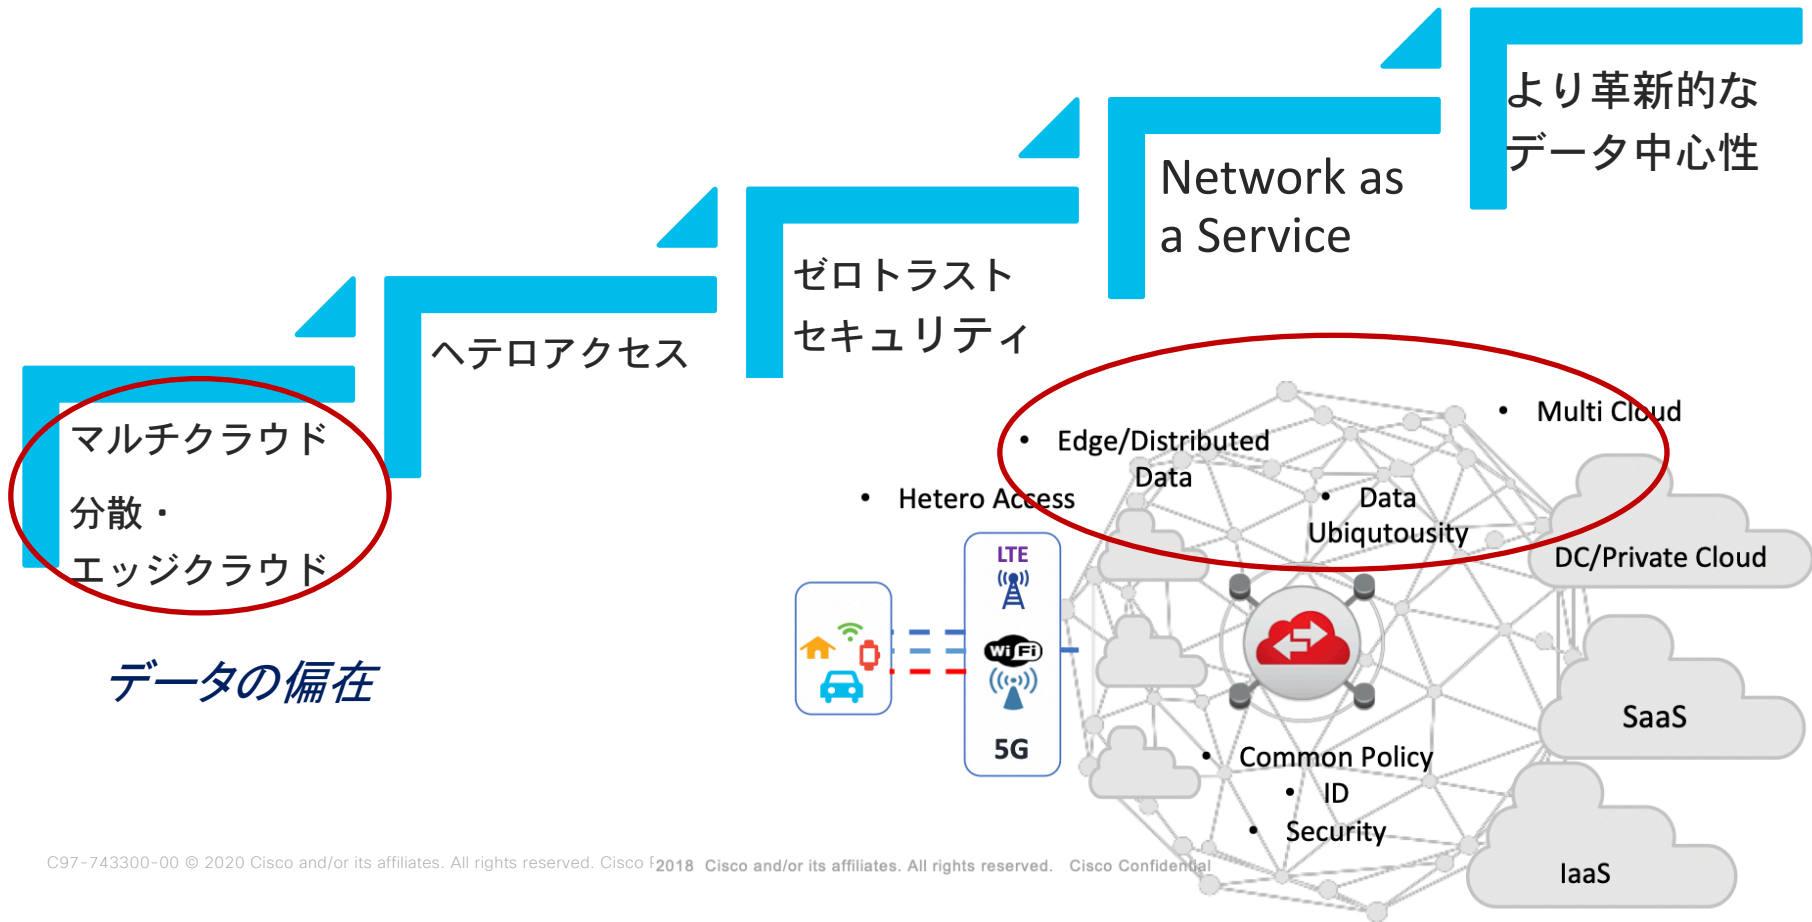 より革新的な
データ中心性
Network as
a Service
ゼロトラスト
セキュリティ
ヘテロアクセス
マルチクラウド
分散・
エッジクラウド
データの偏在
• Multi Cloud
• Edge/Distributed
Data
• Hetero Access
• Data
Ubiqutousity
LTE
WiFi
5G
DC/Private Cloud
SaaS
IaaS
• Common Policy
• ID
• Security
C97-743300-00 © 2020 Cisco and/or its affiliates. All rights reserved. Cisco
2018 Cisco and/or its affiliates. All rights reserved. Cisco Confidential